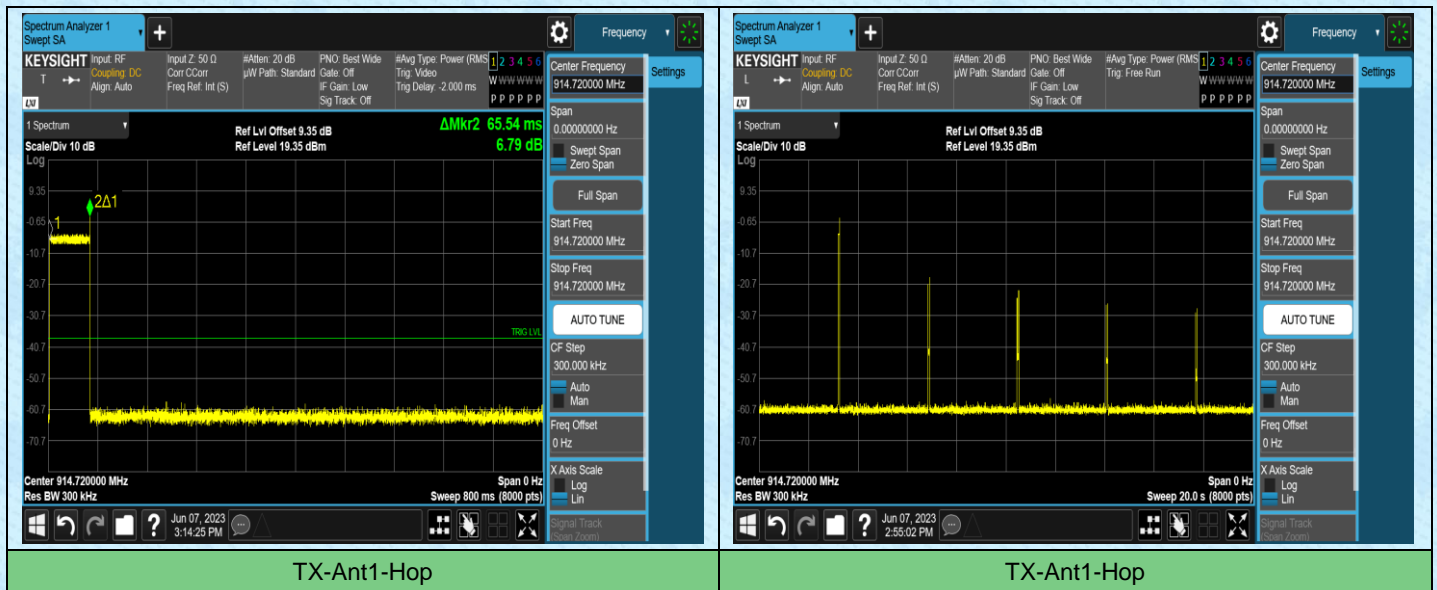 Spectrum Analyzer 1
Swept SA
Frequency
KEYSIGHT
T
LXI
Input: RF
Coupling: DC
Align: Auto
Input Z: 50 Ω
Corr CCorr
Freq Ref: Int (S)
#Atten: 20 dB
µW Path: Standard
PNO: Best Wide
Gate: Off
IF Gain: Low
Sig Track: Off
#Avg Type: Power (RMS
Trig: Video
Trig Delay: -2.000 ms
1 2 3 4 5 6
W W W W W W
P P P P P P
Center Frequency
914.720000 MHz
Settings
Span
0.00000000 Hz
Swept Span
Zero Span
Full Span
Start Freq
914.720000 MHz
Stop Freq
914.720000 MHz
AUTO TUNE
CF Step
300.000 kHz
Auto
Man
Freq Offset
0 Hz
X Axis Scale
Log
Lin
Signal Track
(Span Zoom)
1 Spectrum
Scale/Div 10 dB
Log
Ref Lvl Offset 9.35 dB
Ref Level 19.35 dBm
ΔMkr2 65.54 ms
6.79 dB
9.35
-0.65
-10.7
-20.7
-30.7
-40.7
-50.7
-60.7
-70.7
2Δ1
1
TRIG LVL
Center 914.720000 MHz
Res BW 300 kHz
Span 0 Hz
Sweep 800 ms (8000 pts)
?
Jun 07, 2023
3:14:25 PM
TX-Ant1-Hop
Spectrum Analyzer 1
Swept SA
Frequency
KEYSIGHT
L
LXI
Input: RF
Coupling: DC
Align: Auto
Input Z: 50 Ω
Corr CCorr
Freq Ref: Int (S)
#Atten: 20 dB
µW Path: Standard
PNO: Best Wide
Gate: Off
IF Gain: Low
Sig Track: Off
#Avg Type: Power (RMS
Trig: Free Run
1 2 3 4 5 6
W W W W W W
P P P P P P
Center Frequency
914.720000 MHz
Settings
Span
0.00000000 Hz
Swept Span
Zero Span
Full Span
Start Freq
914.720000 MHz
Stop Freq
914.720000 MHz
AUTO TUNE
CF Step
300.000 kHz
Auto
Man
Freq Offset
0 Hz
X Axis Scale
Log
Lin
Signal Track
(Span Zoom)
1 Spectrum
Scale/Div 10 dB
Log
Ref Lvl Offset 9.35 dB
Ref Level 19.35 dBm
9.35
-0.65
-10.7
-20.7
-30.7
-40.7
-50.7
-60.7
-70.7
Center 914.720000 MHz
Res BW 300 kHz
Span 0 Hz
Sweep 20.0 s (8000 pts)
?
Jun 07, 2023
2:55:02 PM
TX-Ant1-Hop